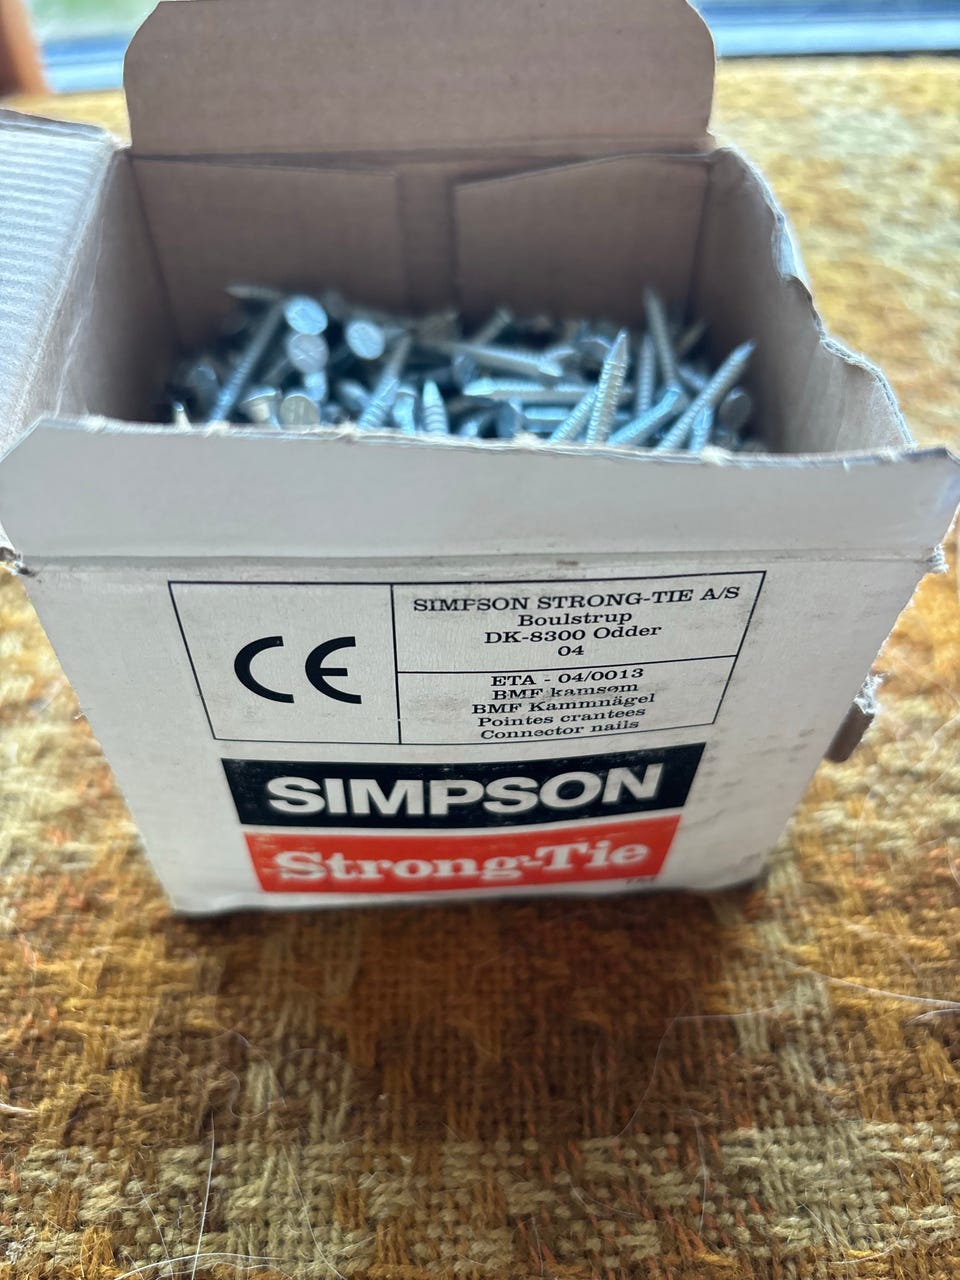 CE
SIMPSON STRONG-TIE A/S
Boulstrup
DK-8300 Odder
04
ETA - 04/0013
BMF kamsøm
BMF Kammnägel
Pointes crantees
Connector nails
SIMPSON
Strong-Tie